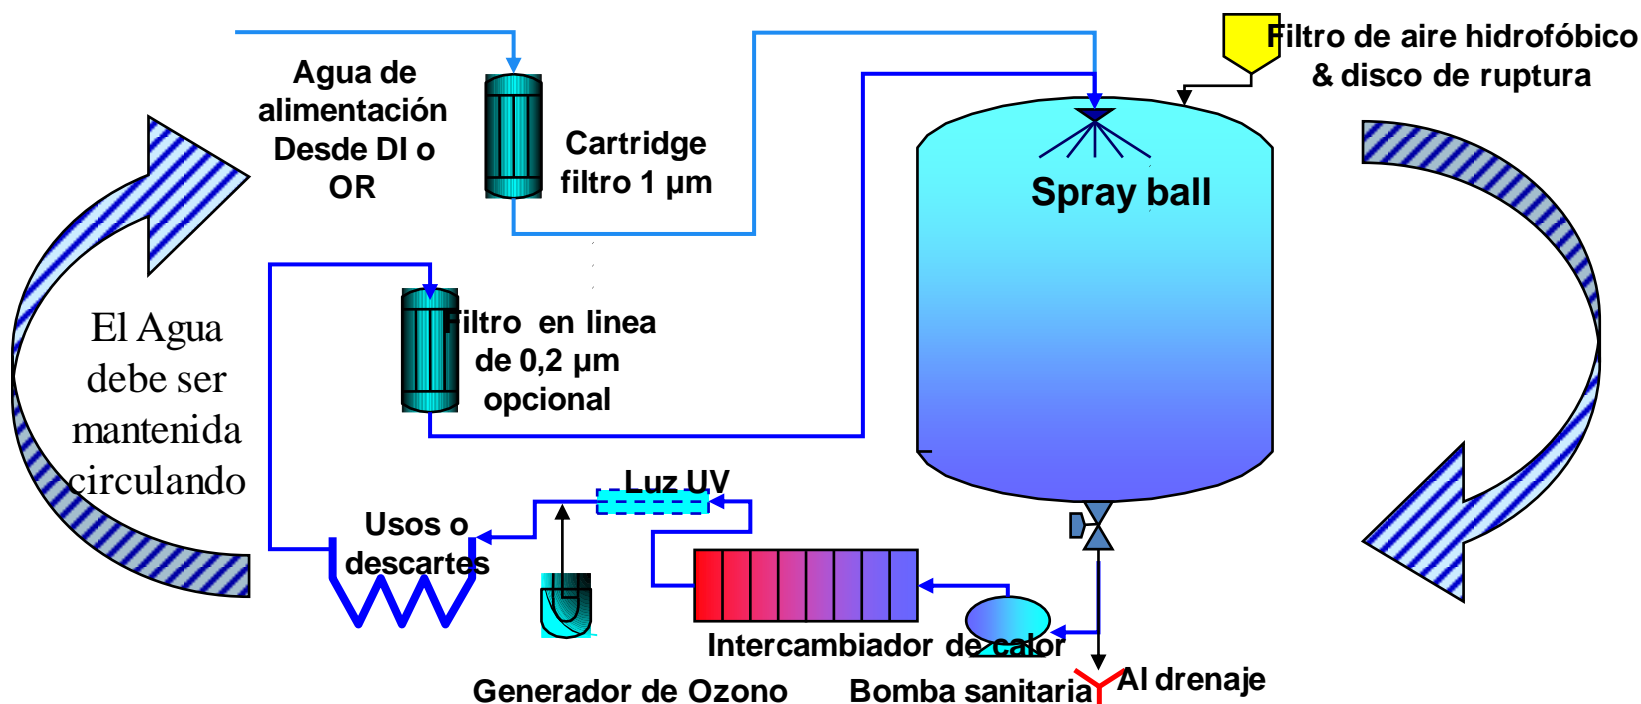 Filtro de aire hidrofóbico
& disco de ruptura
Agua de
alimentación
Desde DI o
OR
Cartridge
filtro 1 µm
Spray ball
El Agua
debe ser
mantenida
circulando
Filtro en linea
de 0,2 µm
opcional
Luz UV
Usos o
descartes
Intercambiador de calor
Generador de Ozono
Bomba sanitaria
Al drenaje